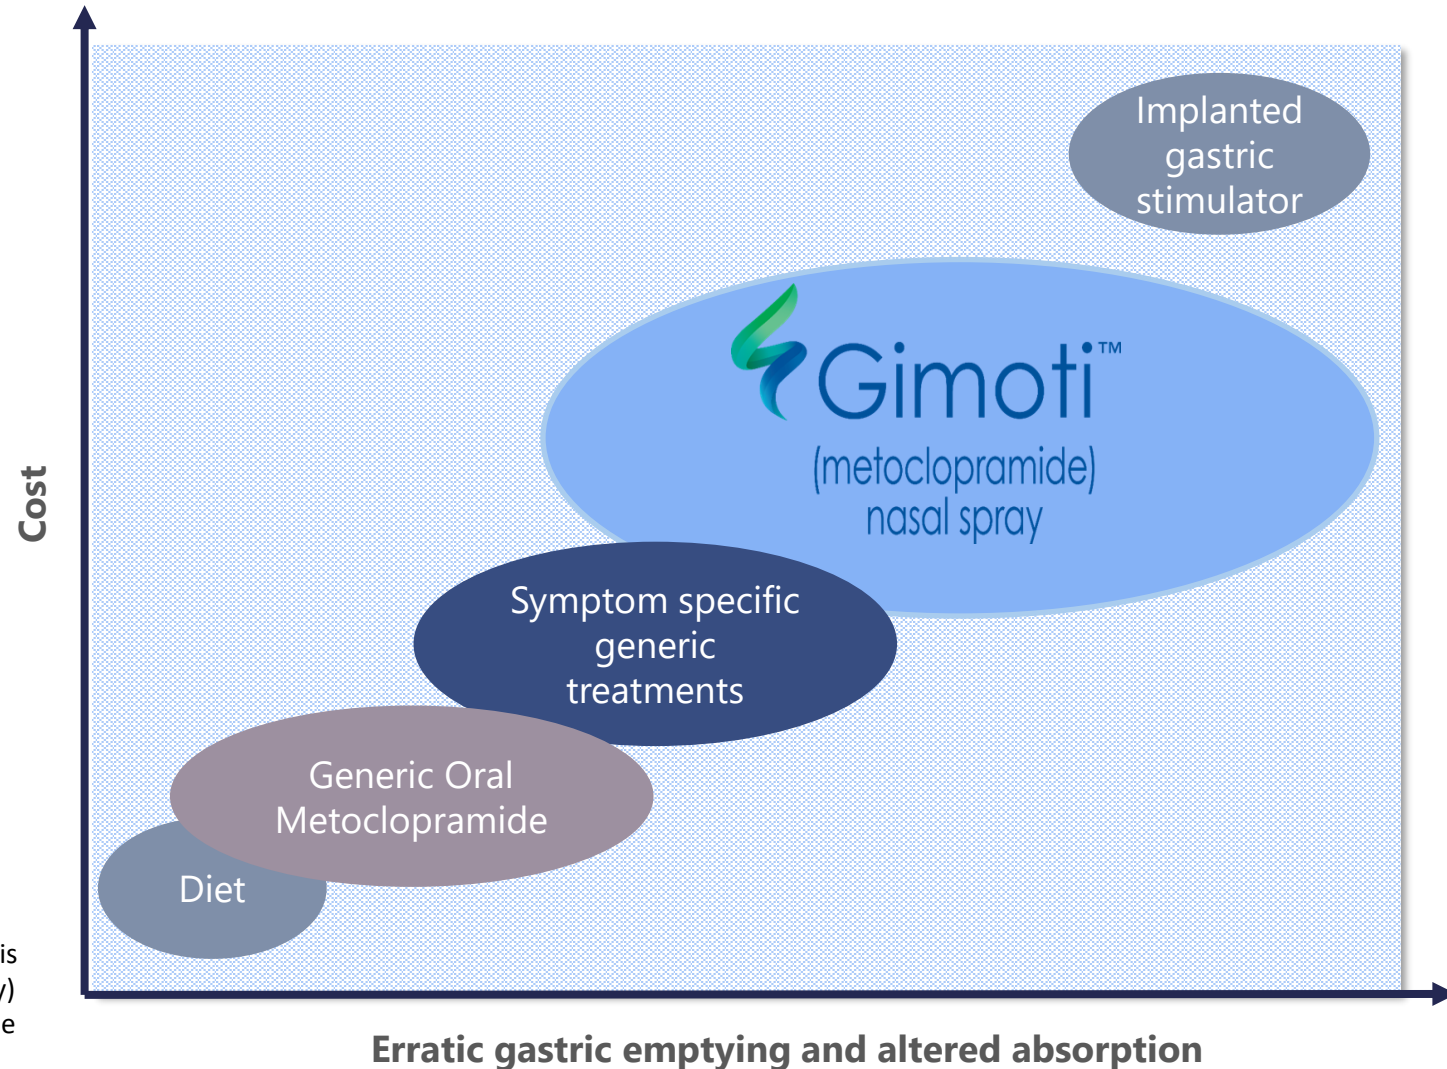 Implanted
gastric
stimulator
Gimoti™
(metoclopramide)
nasal spray
Cost
Symptom specific
generic
treatments
Generic Oral
Metoclopramide
Diet
is
Erratic gastric emptying and altered absorption